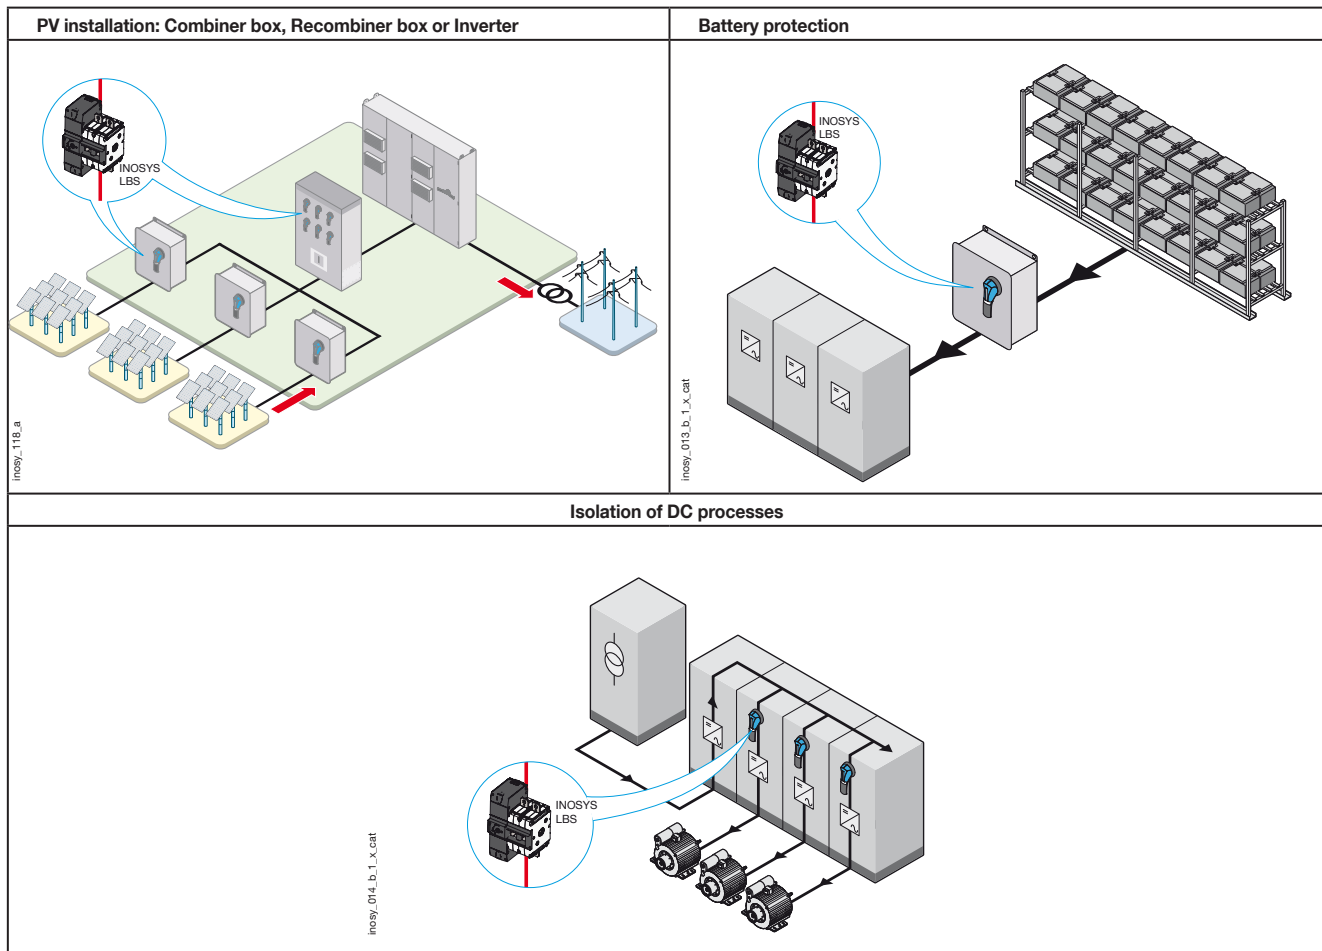 PV installation: Combiner box, Recombiner box or Inverter
Battery protection
INOSYS
LBS
inosy_118_a
INOSYS
LBS
inosy_013_b_1_x_cat
Isolation of DC processes
INOSYS
LBS
inosy_014_b_1_x_cat